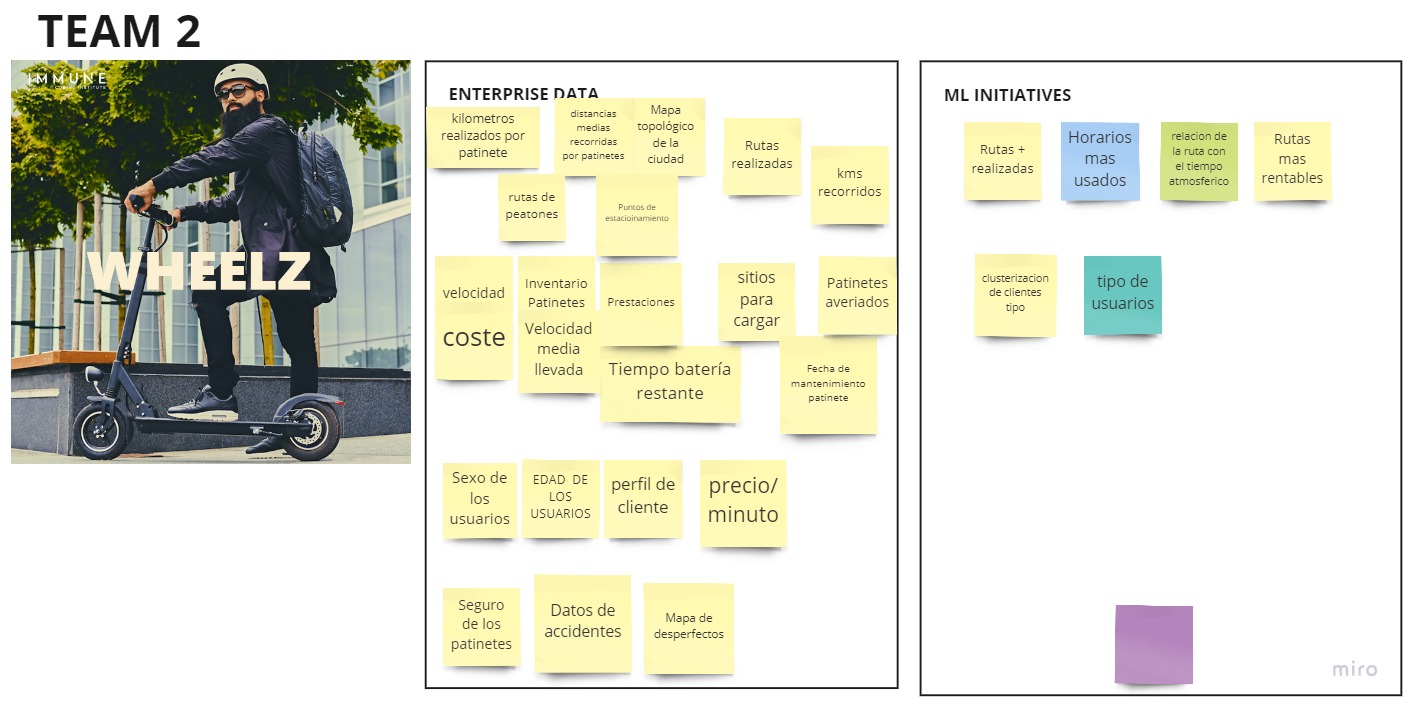 TEAM 2
IMMUNE
CODING INSTITUTE
WHEELZ
ENTERPRISE DATA
kilometros
realizados por
patinete
distancias
medias
recorridas
por patinetes
Mapa
topológico
de la
ciudad
Rutas
realizadas
kms
recorridos
rutas de
peatones
Puntos de
estacioinamiento
velocidad
coste
Inventario
Patinetes
Velocidad
media
llevada
Prestaciones
Tiempo batería
restante
sitios
para
cargar
Patinetes
averiados
Fecha de
mantenimiento
patinete
Sexo de
los
usuarios
EDAD DE
LOS
USUARIOS
perfil de
cliente
precio/
minuto
Seguro
de los
patinetes
Datos de
accidentes
Mapa de
desperfectos
ML INITIATIVES
Rutas +
realizadas
Horarios
mas
usados
relacion de
la ruta con
el tiempo
atmosferico
Rutas
mas
rentables
clusterizacion
de clientes
tipo
tipo de
usuarios
miro